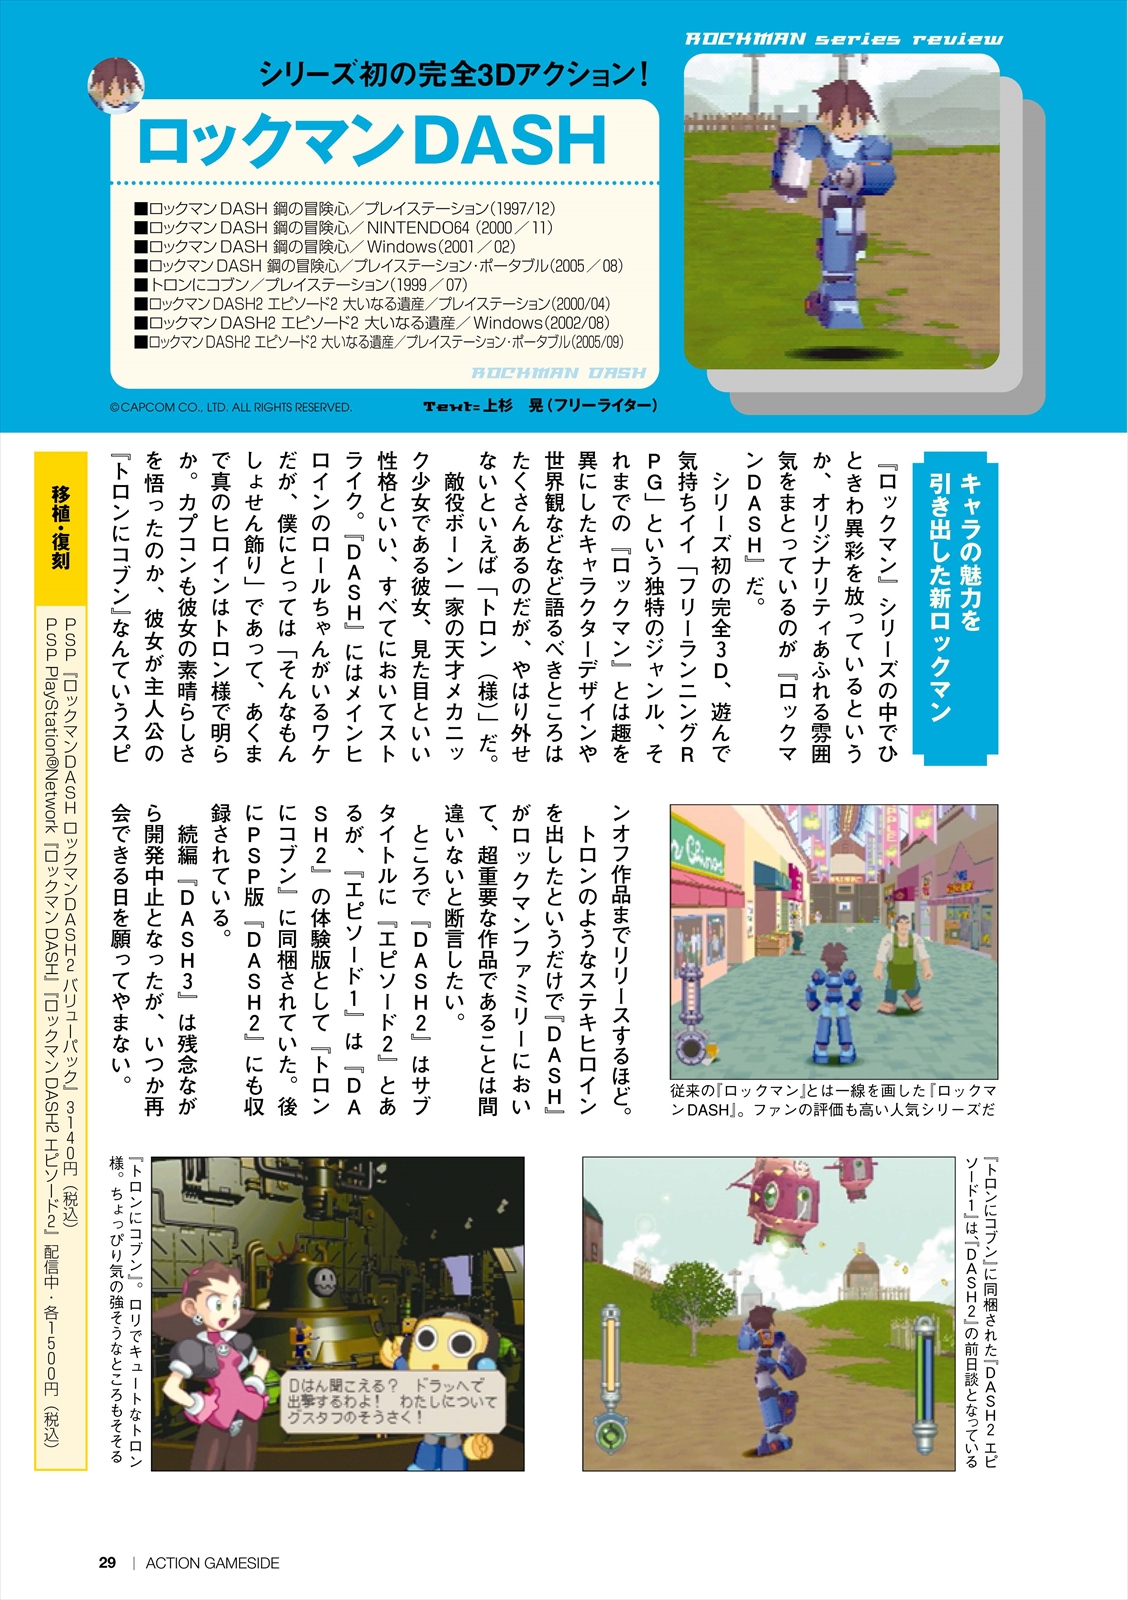 ROCKMAN series review
シリーズ初の完全3Dアクション！
ロックマンDASH
■ロックマンDASH 鋼の冒険心／プレイステーション（1997/12）
■ロックマンDASH 鋼の冒険心／NINTENDO64（2000／11）
■ロックマンDASH 鋼の冒険心／Windows（2001／02）
■ロックマンDASH 鋼の冒険心／プレイステーション・ポータブル（2005／08）
■トロンにコブン／プレイステーション（1999／07）
■ロックマンDASH2 エピソード2 大いなる遺産／プレイステーション（2000/04）
■ロックマンDASH2 エピソード2 大いなる遺産／Windows（2002/08）
■ロックマンDASH2 エピソード2 大いなる遺産／プレイステーション・ポータブル（2005/09）
ROCKMAN DASH
©CAPCOM CO., LTD. ALL RIGHTS RESERVED.
Text=上杉　晃（フリーライター）
キャラの魅力を
引き出した新ロックマン
『ロックマン』シリーズの中でひ
ときわ異彩を放っているという
か、オリジナリティあふれる雰囲
気をまとっているのが『ロックマ
ンDASH』だ。
シリーズ初の完全3D、遊んで
気持ちイイ「フリーランニングR
PG」という独特のジャンル、そ
れまでの『ロックマン』とは趣を
異にしたキャラクターデザインや
世界観などなど語るべきところは
たくさんあるのだが、やはり外せ
ないといえば「トロン（様）」だ。
敵役ボーン一家の天才メカニッ
ク少女である彼女、見た目といい
性格といい、すべてにおいてスト
ライク。『DASH』にはメインヒ
ロインのロールちゃんがいるワケ
だが、僕にとっては「そんなもん
しょせん飾り」であって、あくま
で真のヒロインはトロン様で明ら
か。カプコンも彼女の素晴らしさ
を悟ったのか、彼女が主人公の
『トロンにコブン』なんていうスピ
ンオフ作品までリリースするほど。
トロンのようなステキヒロイン
を出したというだけで『DASH』
がロックマンファミリーにおい
て、超重要な作品であることは間
違いないと断言したい。
ところで『DASH2』はサブ
タイトルに『エピソード2』とあ
るが、『エピソード1』は『DA
SH2』の体験版として『トロン
にコブン』に同梱されていた。後
にPSP版『DASH2』にも収
録されている。
続編『DASH3』は残念なが
ら開発中止となったが、いつか再
会できる日を願ってやまない。
従来の『ロックマン』とは一線を画した『ロックマ
ンDASH』。ファンの評価も高い人気シリーズだ
『トロンにコブン』に同梱された『DASH2 エピ
ソード1』は、『DASH2』の前日談となっている
Dはん聞こえる？　ドラッヘで
出撃するわよ！　わたしについて
グスタフのそうさく！
『トロンにコブン』。ロリでキュートなトロン
様。ちょっぴり気の強そうなところもそそる
移植・復刻
PSP『ロックマンDASH ロックマンDASH2 バリューパック』3140円（税込）
PSP PlayStation@Network『ロックマンDASH』『ロックマンDASH2 エピソード2』配信中・各1500円（税込）
29 ｜ ACTION GAMESIDE